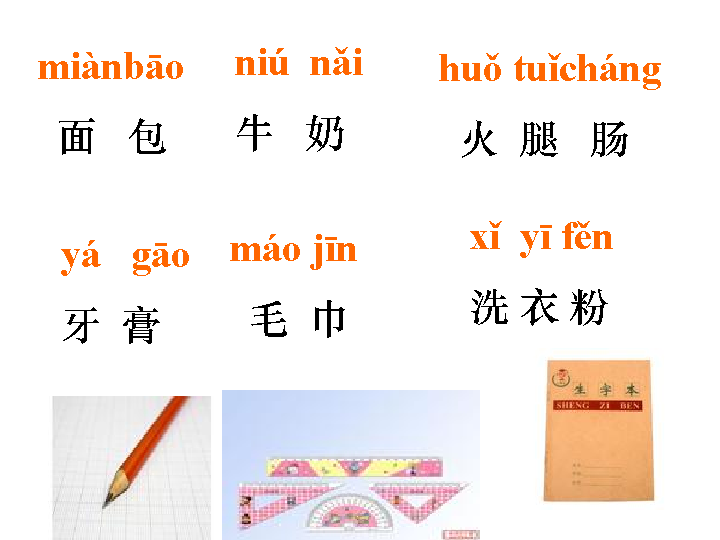 miànbāo niú nǎi huǒ tuǐcháng
面 包 牛 奶 火 腿 肠
yá gāo máo jīn xǐ yī fěn
牙 膏 毛 巾 洗 衣 粉
生 字 本
SHENG ZI BEN